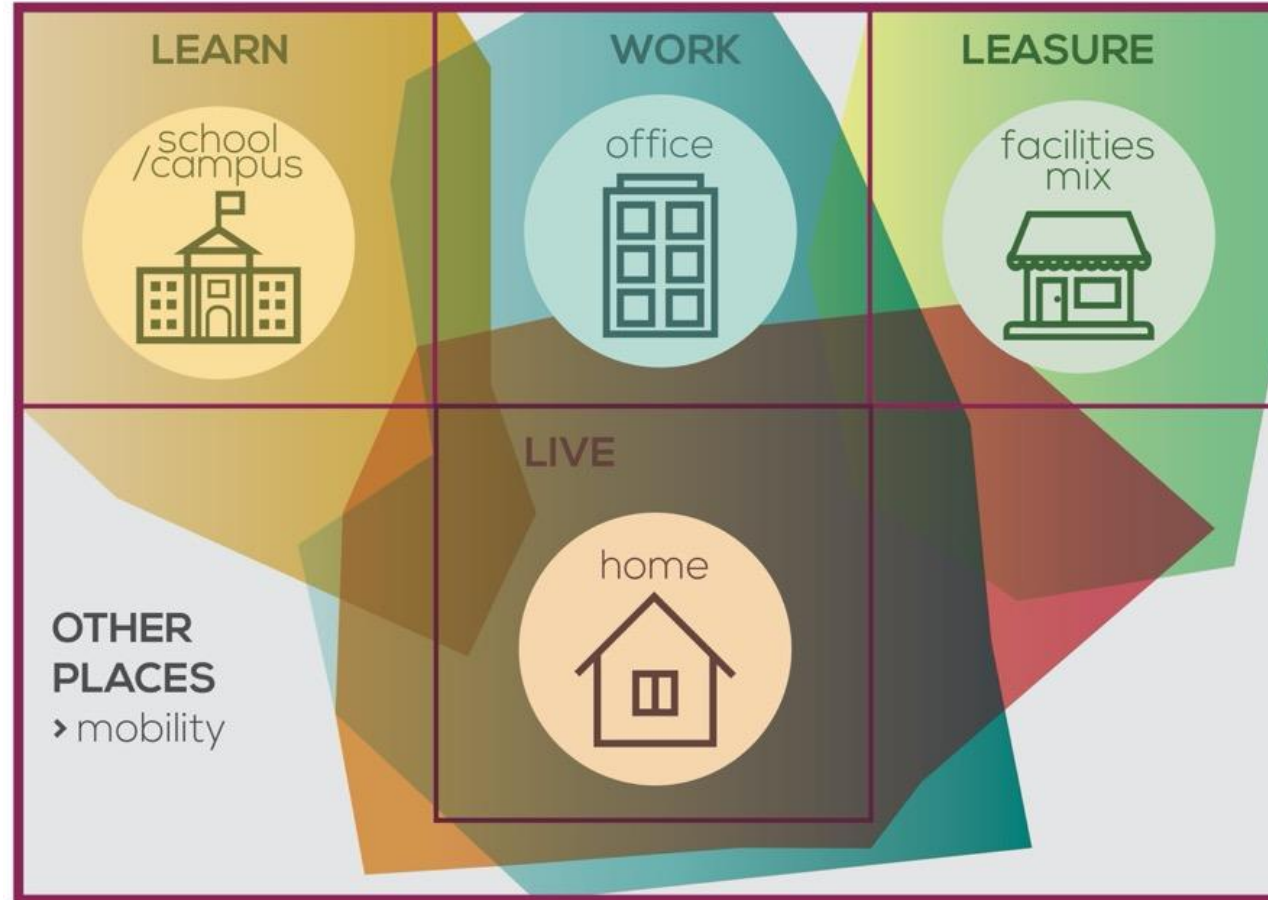 LEARN
school
/campus
WORK
office
LEASURE
facilities
mix
LIVE
home
OTHER
PLACES
> mobility